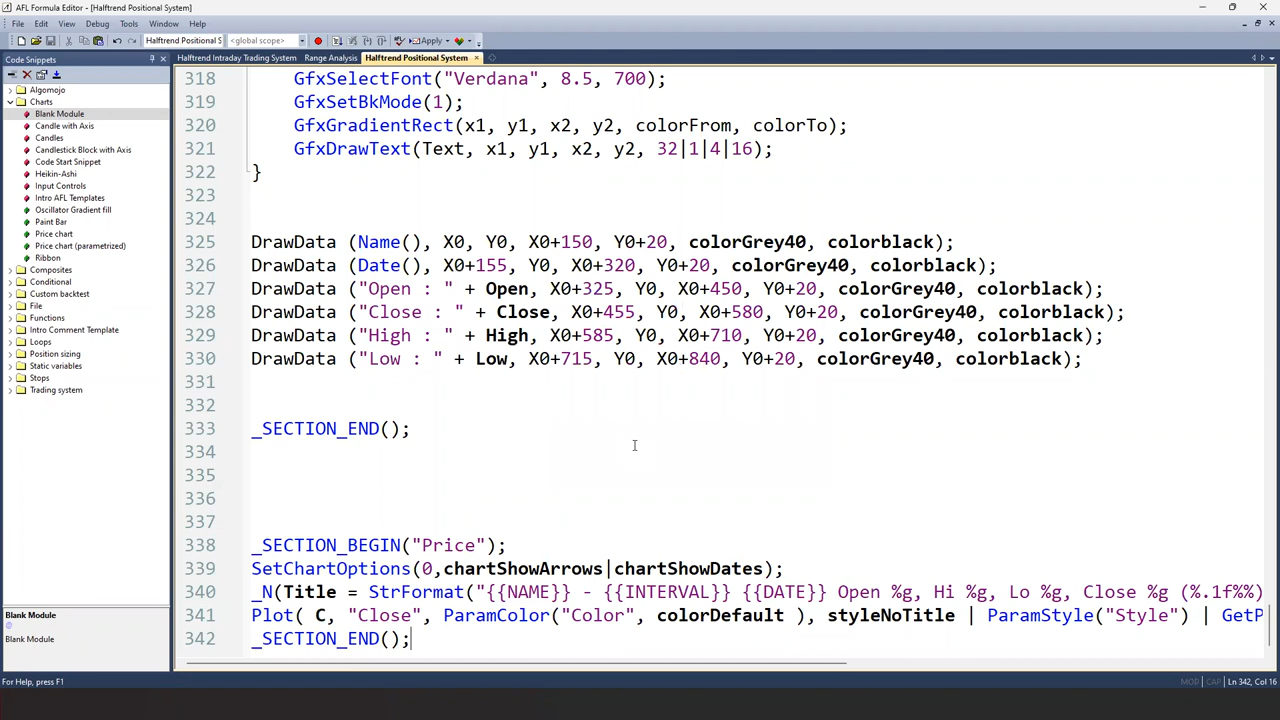 AFL Formula Editor - [Halftrend Positional System]
File Edit View Debug Tools Window Help
Halftrend Positional S <global scope> Apply
Code Snippets
Halftrend Intraday Trading System Range Analysis Halftrend Positional System
Algomojo
Charts
Blank Module
Candle with Axis
Candles
Candlestick Block with Axis
Code Start Snippet
Heikin-Ashi
Input Controls
Intro AFL Templates
Oscillator Gradient fill
Paint Bar
Price chart
Price chart (parametrized)
Ribbon
Composites
Conditional
Custom backtest
File
Functions
Intro Comment Template
Loops
Position sizing
Static variables
Stops
Trading system
Blank Module
@
Blank Module
318 GfxSelectFont("Verdana", 8.5, 700);
319 GfxSetBkMode(1);
320 GfxGradientRect(x1, y1, x2, y2, colorFrom, colorTo);
321 GfxDrawText(Text, x1, y1, x2, y2, 32|1|4|16);
322 }
323
324
325 DrawData (Name(), X0, Y0, X0+150, Y0+20, colorGrey40, colorblack);
326 DrawData (Date(), X0+155, Y0, X0+320, Y0+20, colorGrey40, colorblack);
327 DrawData ("Open : " + Open, X0+325, Y0, X0+450, Y0+20, colorGrey40, colorblack);
328 DrawData ("Close : " + Close, X0+455, Y0, X0+580, Y0+20, colorGrey40, colorblack);
329 DrawData ("High : " + High, X0+585, Y0, X0+710, Y0+20, colorGrey40, colorblack);
330 DrawData ("Low : " + Low, X0+715, Y0, X0+840, Y0+20, colorGrey40, colorblack);
331
332
333 _SECTION_END();
334
335
336
337
338 _SECTION_BEGIN("Price");
339 SetChartOptions(0,chartShowArrows|chartShowDates);
340 _N(Title = StrFormat("{{NAME}} - {{INTERVAL}} {{DATE}} Open %g, Hi %g, Lo %g, Close %g (%.1f%%)
341 Plot( C, "Close", ParamColor("Color", colorDefault ), styleNoTitle | ParamStyle("Style") | GetP
342 _SECTION_END();
For Help, press F1
MOD CAP Ln 342, Col 16